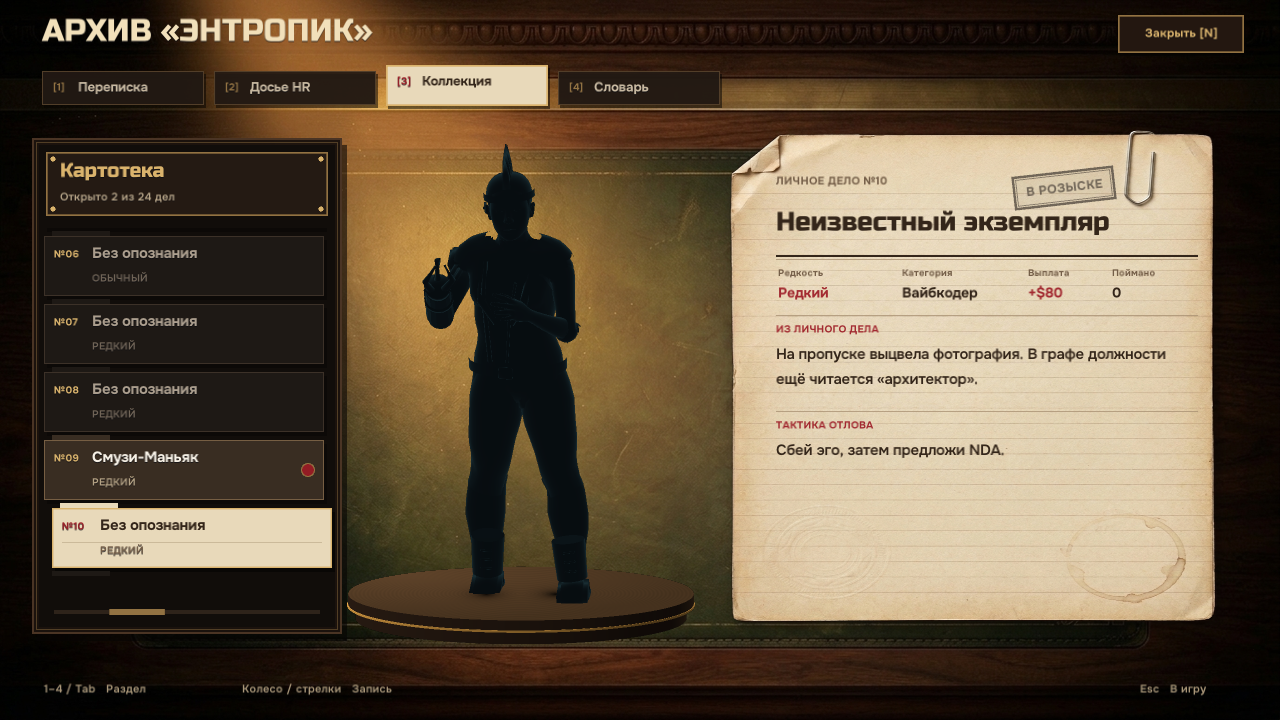 АРХИВ «ЭНТРОПИК»
Закрыть [N]
[1] Переписка
[2] Досье HR
[3] Коллекция
[4] Словарь
Картотека
Открыто 2 из 24 дел
№06 Без опознания
ОБЫЧНЫЙ
№07 Без опознания
РЕДКИЙ
№08 Без опознания
РЕДКИЙ
№09 Смузи-Маньяк
РЕДКИЙ
№10 Без опознания
РЕДКИЙ
ЛИЧНОЕ ДЕЛО №10
В РОЗЫСКЕ
Неизвестный экземпляр
Редкость Категория Выплата Поймано
Редкий Вайбкодер +$80 0
ИЗ ЛИЧНОГО ДЕЛА
На пропуске выцвела фотография. В графе должности
ещё читается «архитектор».
ТАКТИКА ОТЛОВА
Сбей эго, затем предложи NDA.
1–4 / Tab Раздел
Колесо / стрелки Запись
Esc В игру